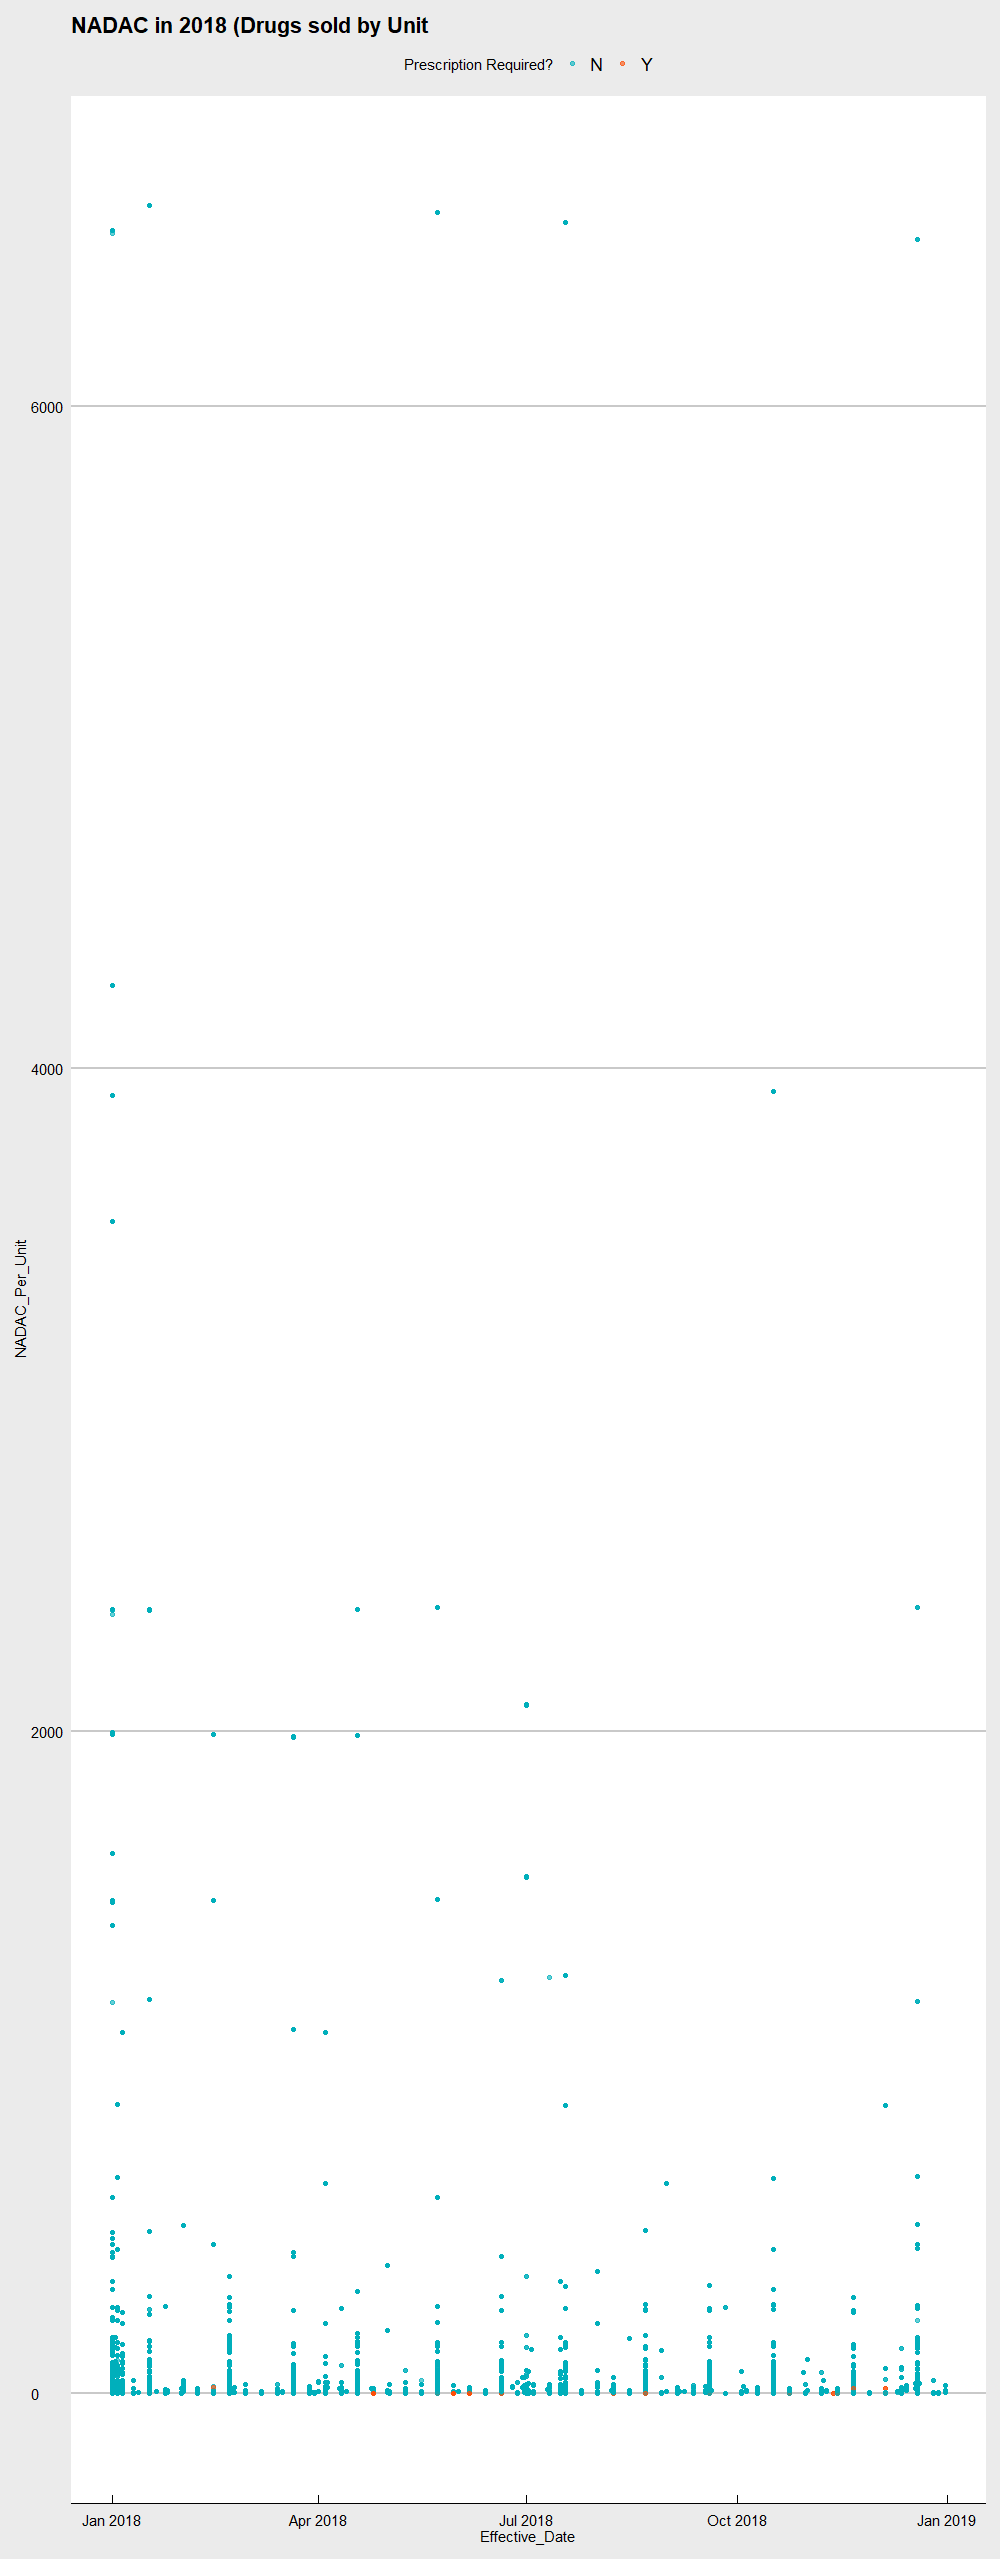 NADAC in 2018 (Drugs sold by Unit
Prescription Required? N Y
6000
4000
NADAC_Per_Unit
2000
0
Jan 2018 Apr 2018 Jul 2018 Oct 2018 Jan 2019
Effective_Date